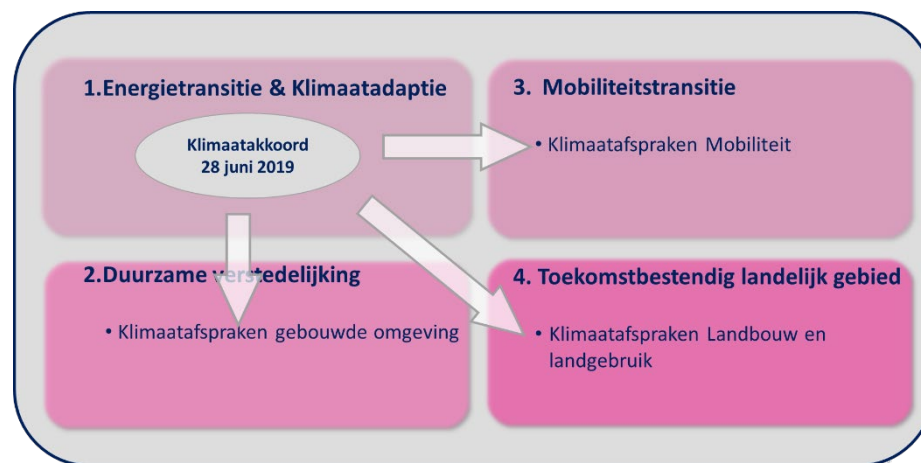 1.Energietransitie & Klimaatadaptie
Klimaatakkoord
28 juni 2019
3. Mobiliteitstransitie
• Klimaatafspraken Mobiliteit
2.Duurzame verstedelijking
• Klimaatafspraken gebouwde omgeving
4. Toekomstbestendig landelijk gebied
• Klimaatafspraken Landbouw en
landgebruik